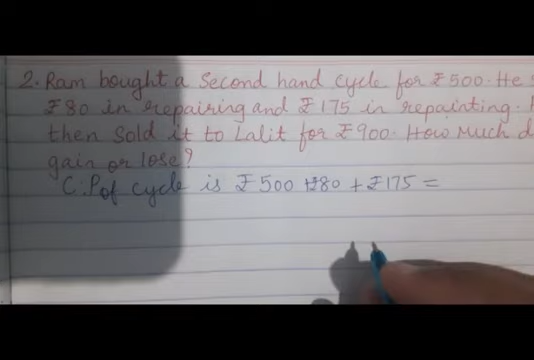 2. Ram bought a Second hand cycle for ₹500. He
₹80 in repairing and ₹175 in repainting.
then sold it to Lalit for ₹900. How Much
gain or lose?
C.P of cycle is ₹500 +₹80 + ₹175 =